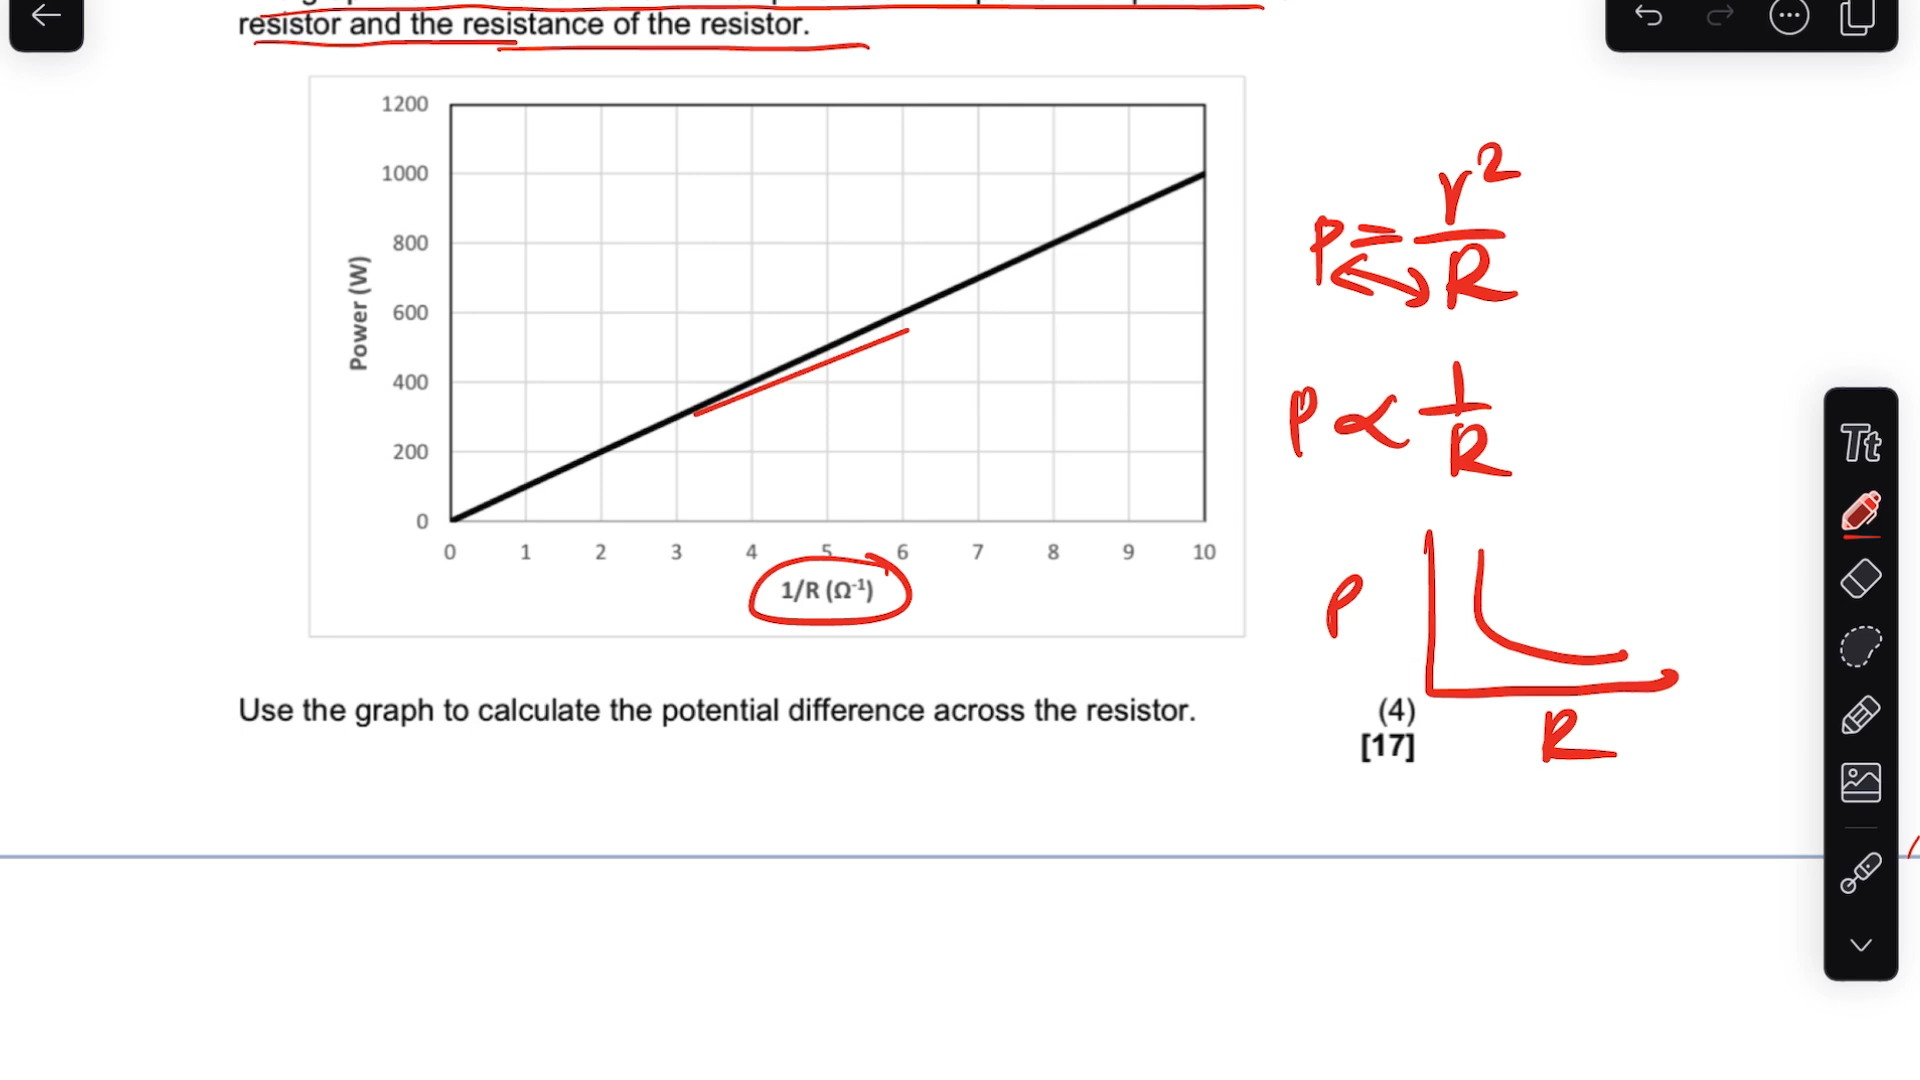 resistor and the resistance of the resistor.
1200
1000
800
600
400
200
0
Power (W)
0 1 2 3 4 5 6 7 8 9 10
1/R (Ω⁻¹)
P = V²/R
P ∝ 1/R
P
R
Use the graph to calculate the potential difference across the resistor. (4)
[17]
Tt